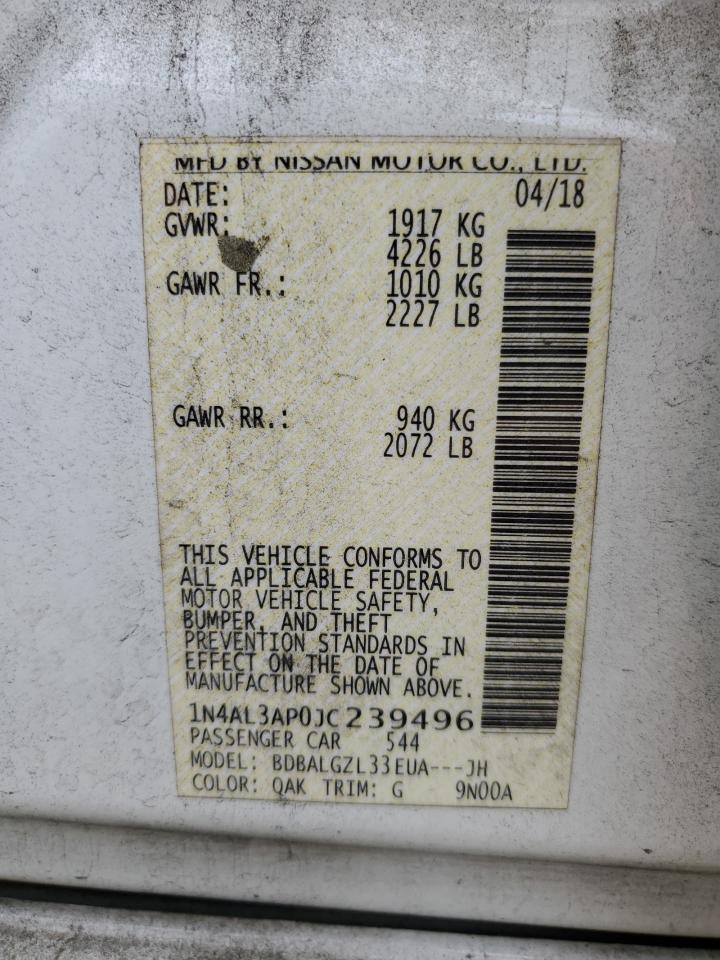 MFD BY NISSAN MOTOR CO., LTD.
DATE: 04/18
GVWR: 1917 KG
4226 LB
GAWR FR.: 1010 KG
2227 LB
GAWR RR.: 940 KG
2072 LB
THIS VEHICLE CONFORMS TO
ALL APPLICABLE FEDERAL
MOTOR VEHICLE SAFETY,
BUMPER, AND THEFT
PREVENTION STANDARDS IN
EFFECT ON THE DATE OF
MANUFACTURE SHOWN ABOVE.
1N4AL3AP0JC239496
PASSENGER CAR 544
MODEL: BDBALGZL33EUA---JH
COLOR: QAK TRIM: G 9N00A